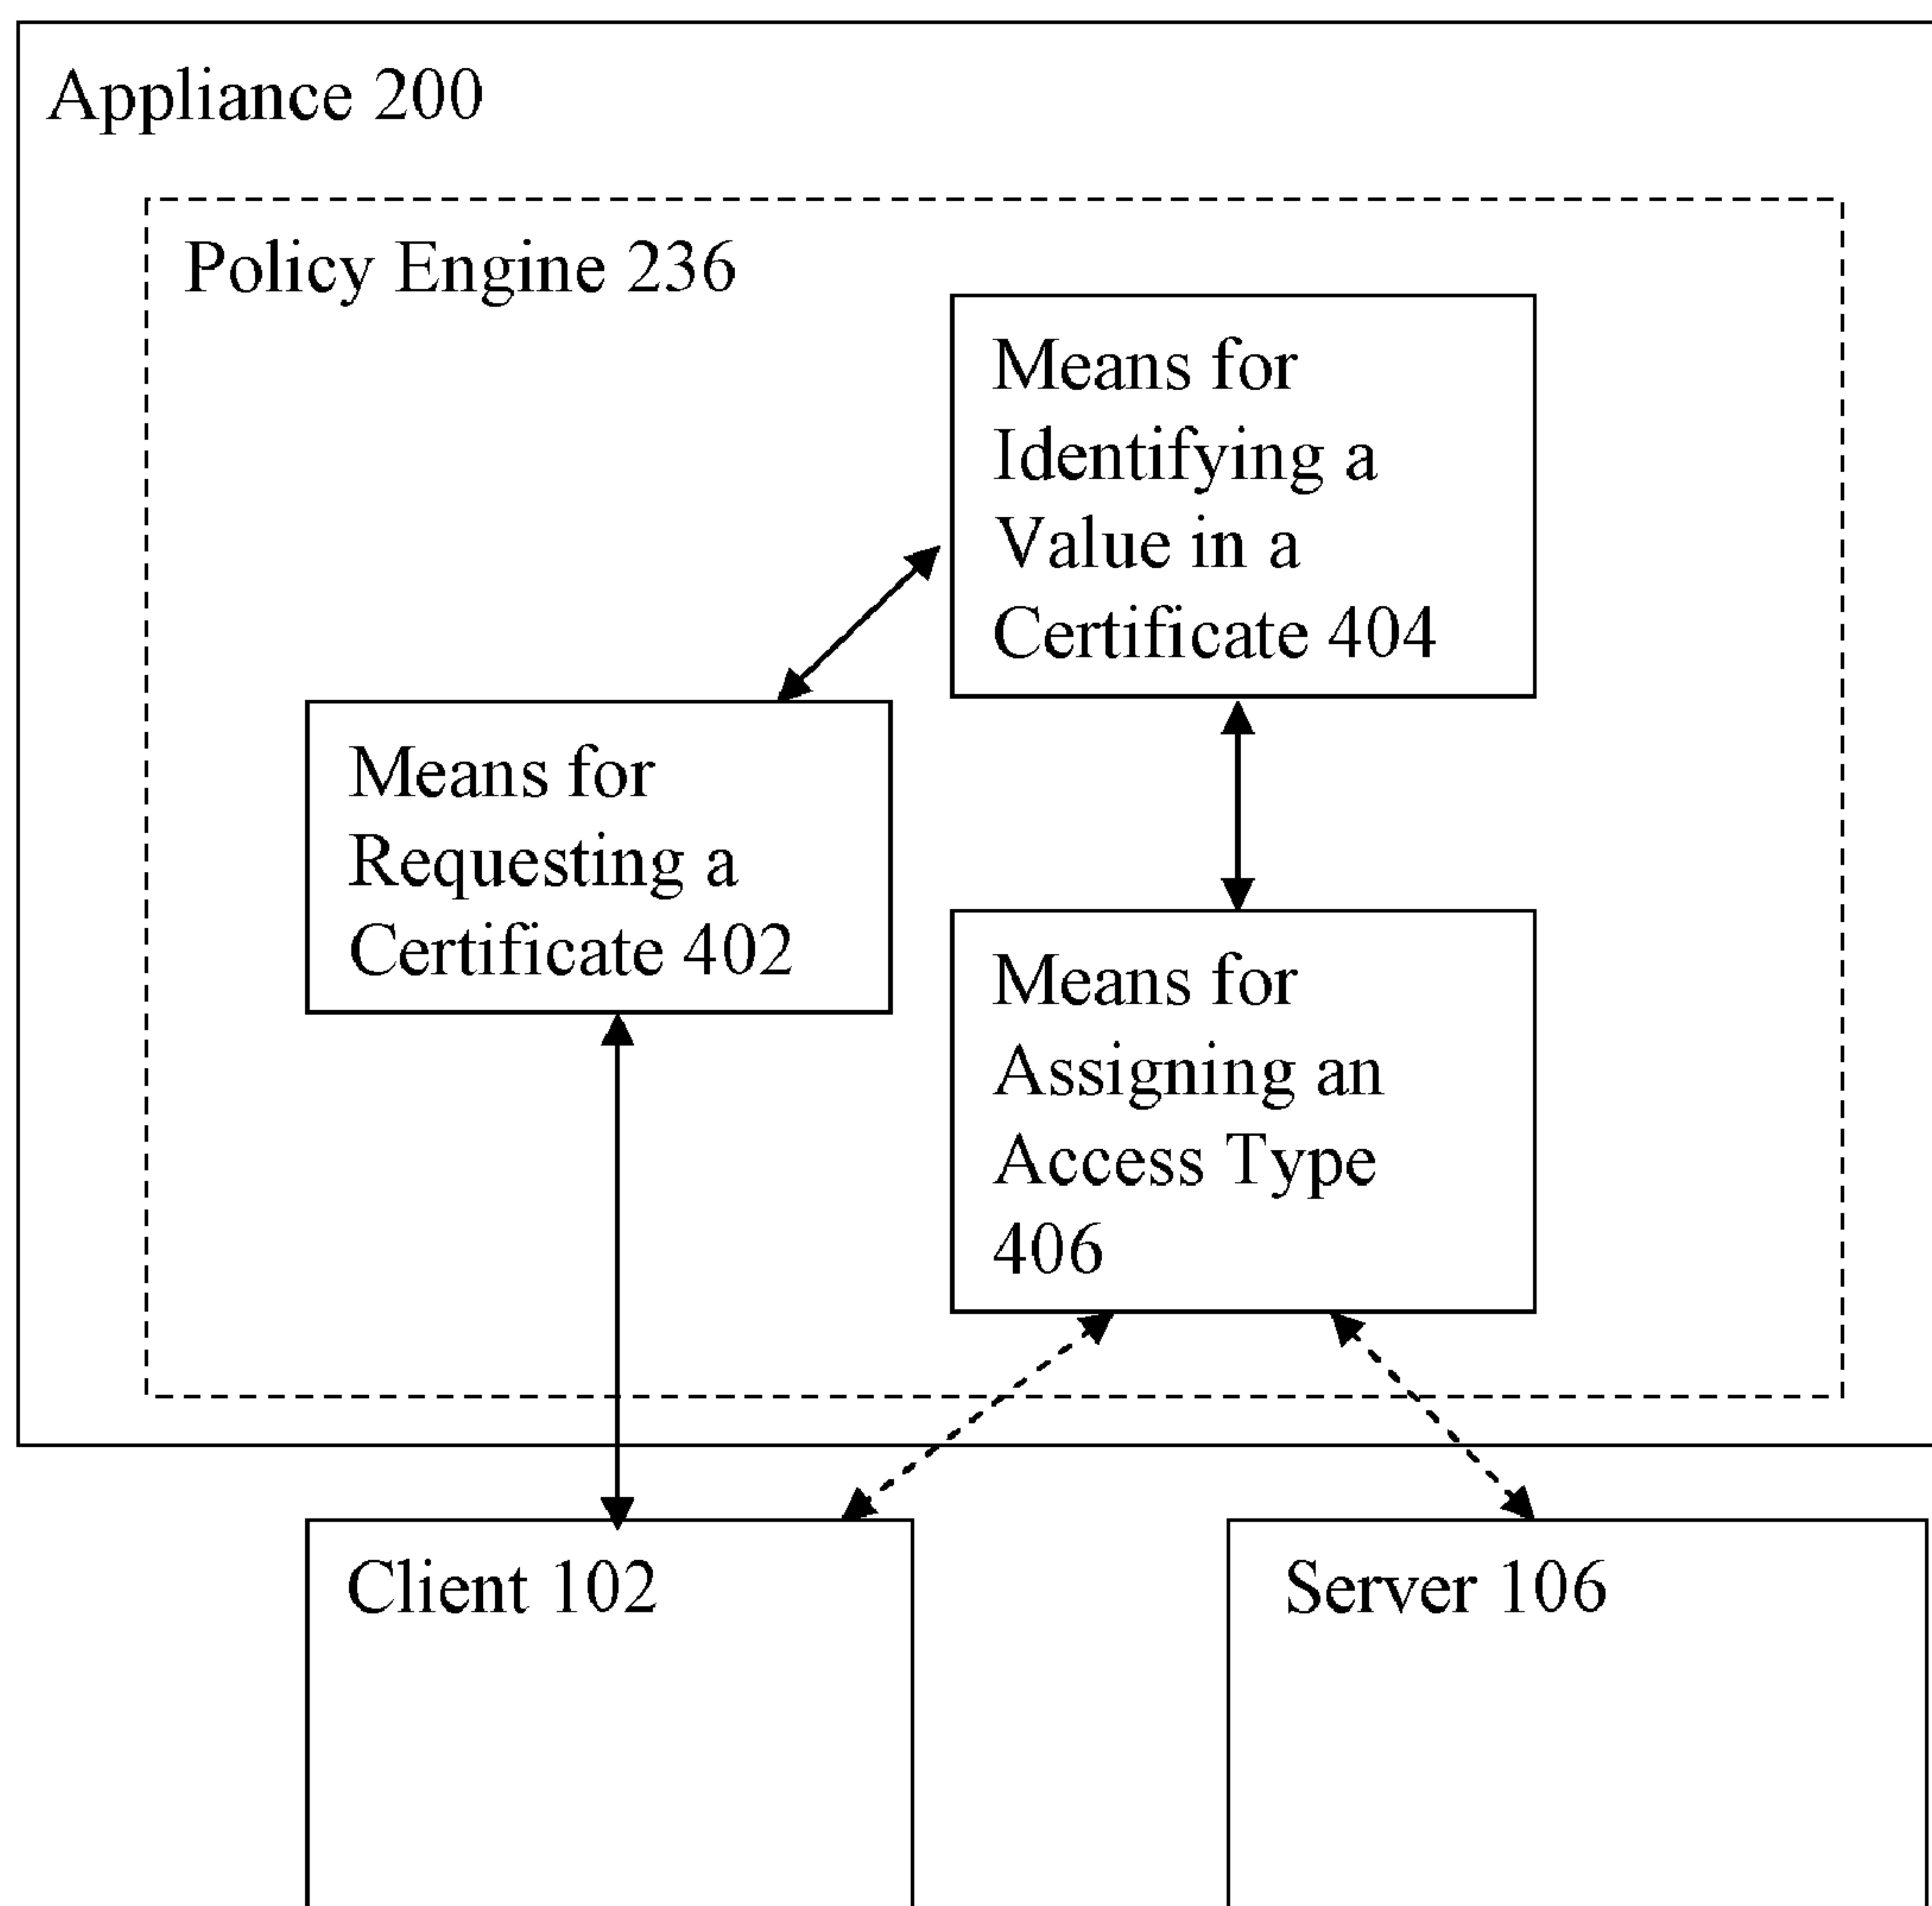 Appliance 200
Policy Engine 236
Means for
Identifying a
Value in a
Certificate 404
Means for
Requesting a
Certificate 402
Means for
Assigning an
Access Type
406
Client 102
Server 106